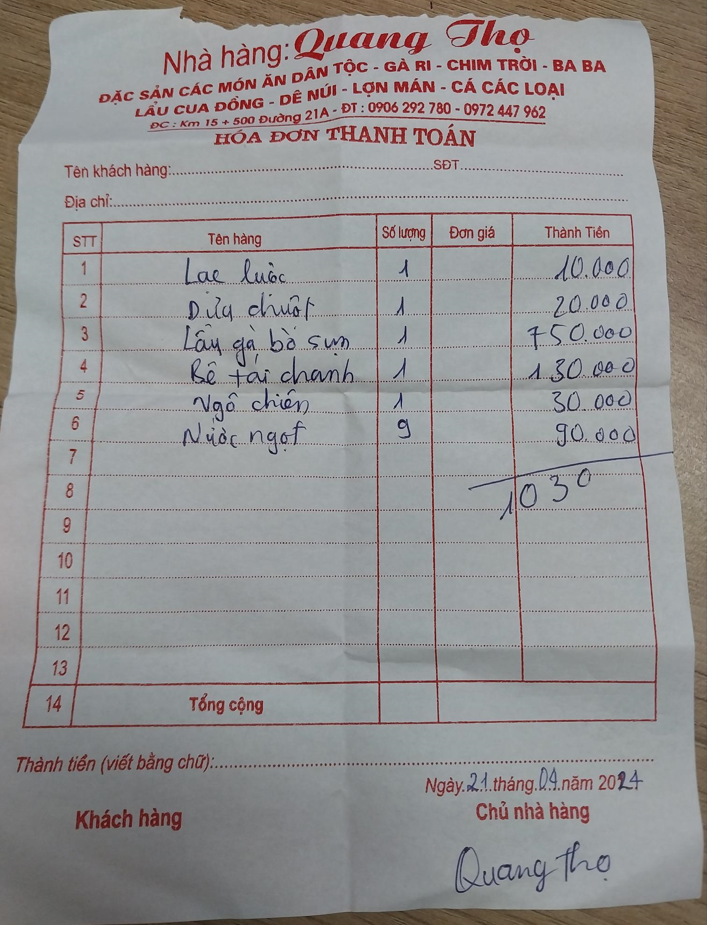 Nhà hàng: Quang Thọ
ĐẶC SẢN CÁC MÓN ĂN DÂN TỘC - GÀ RI - CHIM TRỜI - BA BA
LẨU CUA ĐỒNG - DÊ NÚI - LỢN MÁN - CÁ CÁC LOẠI
ĐC : Km 15 + 500 Đường 21A - ĐT : 0906 292 780 - 0972 447 962
HÓA ĐƠN THANH TOÁN
Tên khách hàng: SĐT
Địa chỉ:
STT Tên hàng Số lượng Đơn giá Thành Tiền
1 Lạc luộc 1 10.000
2 Dưa chuột 1 20.000
3 Lẩu gà bò sụn 1 750.000
4 Bê tái chanh 1 130.000
5 Ngô chiên 1 30.000
6 Nước ngọt 9 90.000
7
8 1030
9
10
11
12
13
14 Tổng cộng
Thành tiền (viết bằng chữ):
Ngày.21.tháng.04.năm 2024
Khách hàng Chủ nhà hàng
Quang Thọ